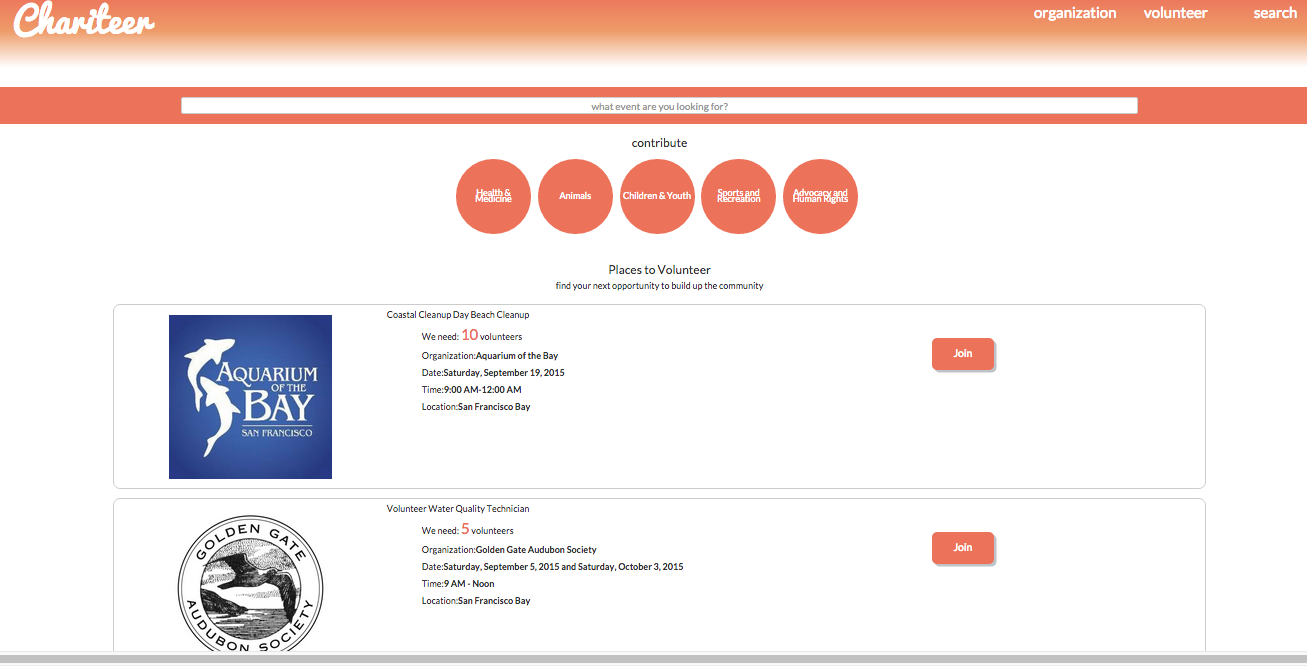 Chariteer
organization volunteer search
what event are you looking for?
contribute
Health &
Medicine
Animals
Children & Youth
Sports and
Recreation
Advocacy and
Human Rights
Places to Volunteer
find your next opportunity to build up the community
AQUARIUM
OF THE
BAY
SAN FRANCISCO
Coastal Cleanup Day Beach Cleanup
We need: 10 volunteers
Organization:Aquarium of the Bay
Date:Saturday, September 19, 2015
Time:9:00 AM-12:00 AM
Location:San Francisco Bay
Join
GOLDEN GATE
AUDUBON SOCIETY
Volunteer Water Quality Technician
We need: 5 volunteers
Organization:Golden Gate Audubon Society
Date:Saturday, September 5, 2015 and Saturday, October 3, 2015
Time:9 AM - Noon
Location:San Francisco Bay
Join